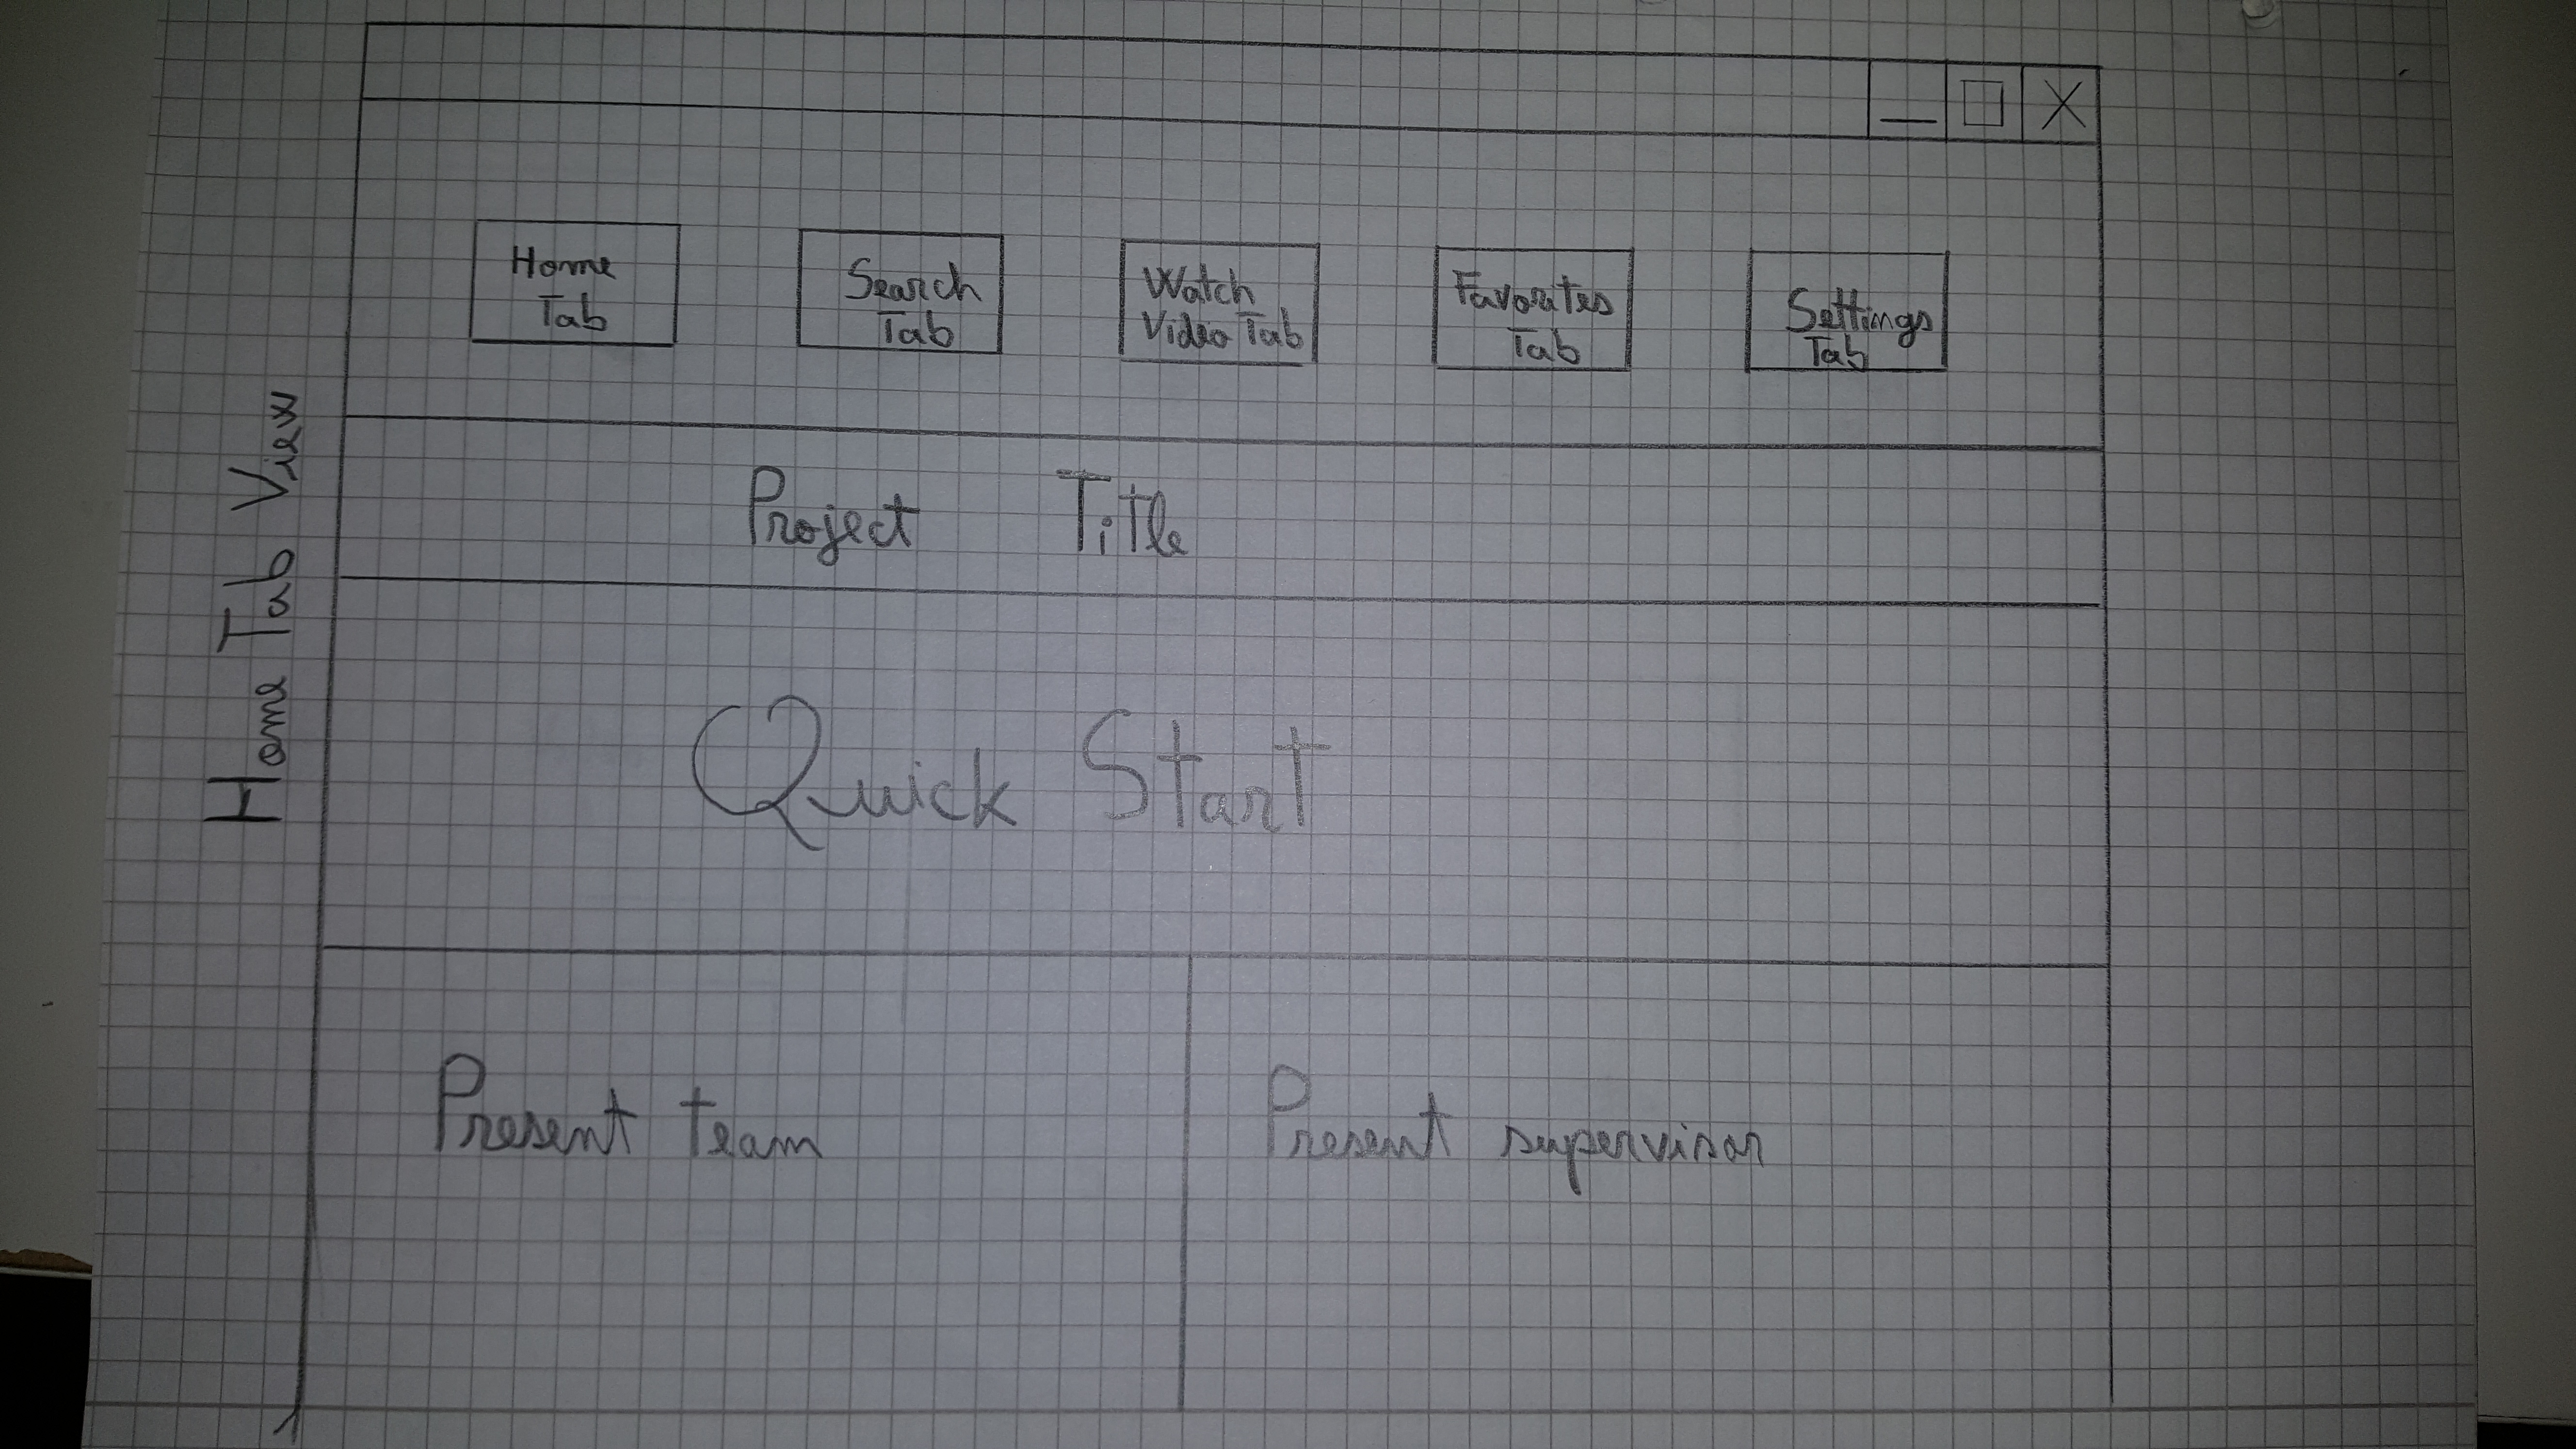 Home Tab View
Home
Tab
Search
Tab
Watch
Video Tab
Favorites
Tab
Settings
Tab
Project Title
Quick Start
Present team
Present supervisor